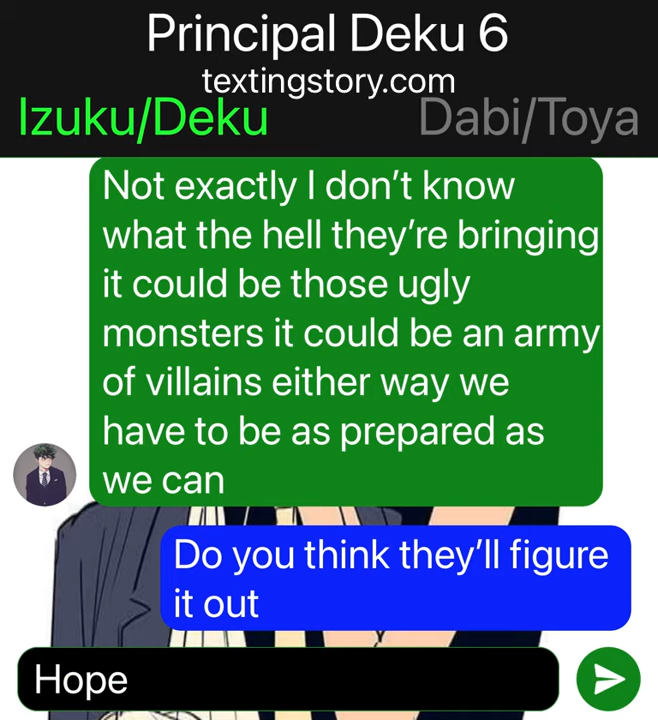 Principal Deku 6
textingstory.com
Izuku/Deku Dabi/Toya
Not exactly I don’t know
what the hell they’re bringing
it could be those ugly
monsters it could be an army
of villains either way we
have to be as prepared as
we can
Do you think they’ll figure
it out
Hope